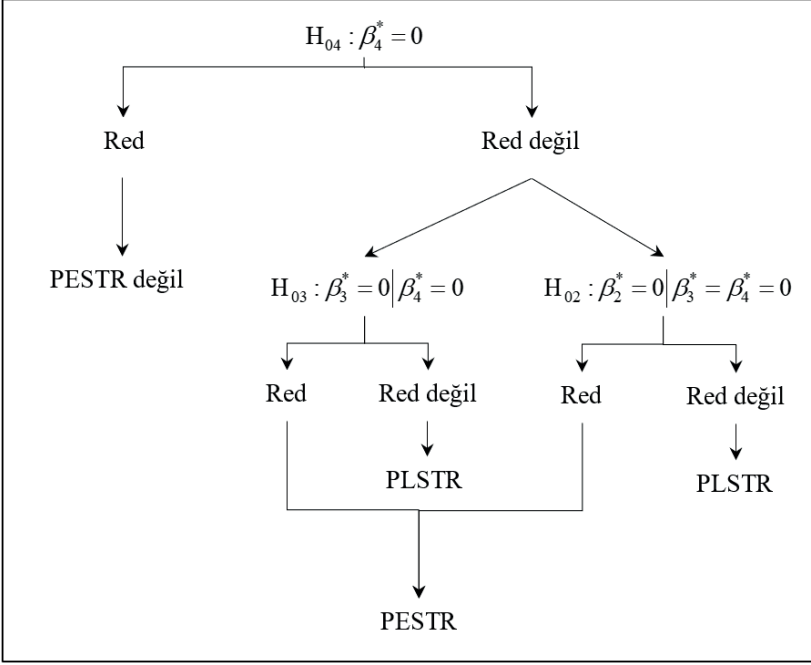 H₀₄ : β₄* = 0
Red Red değil
PESTR değil H₀₃ : β₃* = 0|β₄* = 0 H₀₂ : β₂* = 0|β₃* = β₄* = 0
Red Red değil Red Red değil
PLSTR PLSTR
PESTR